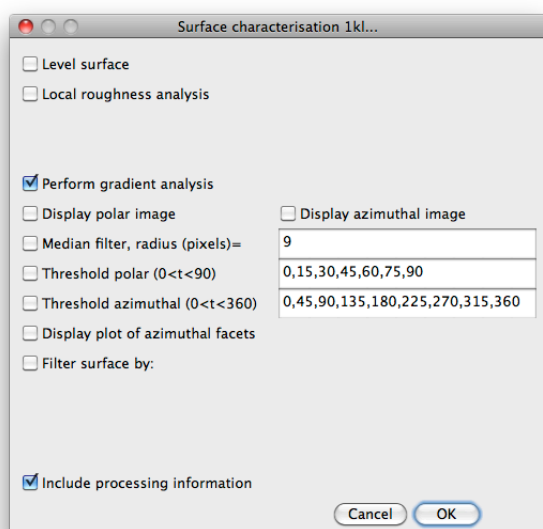 Surface characterisation 1kl...
Level surface
Local roughness analysis
Perform gradient analysis
Display polar image Display azimuthal image
Median filter, radius (pixels)= 9
Threshold polar (0<t<90) 0,15,30,45,60,75,90
Threshold azimuthal (0<t<360) 0,45,90,135,180,225,270,315,360
Display plot of azimuthal facets
Filter surface by:
Include processing information
Cancel OK